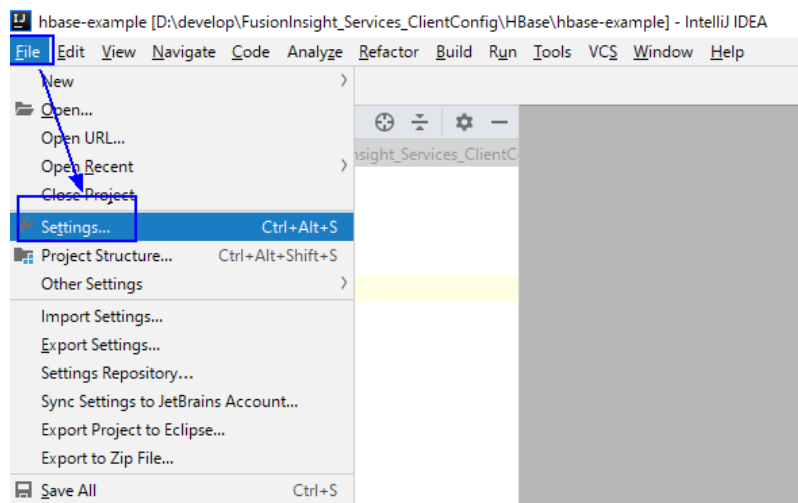 IJ hbase-example [D:\develop\FusionInsight_Services_ClientConfig\HBase\hbase-example] - IntelliJ IDEA
File Edit View Navigate Code Analyze Refactor Build Run Tools VCS Window Help
New
Open...
Open URL...
nsight_Services_ClientC
Open Recent
Close Project
Settings... Ctrl+Alt+S
Project Structure... Ctrl+Alt+Shift+S
Other Settings
Import Settings...
Export Settings...
Settings Repository...
Sync Settings to JetBrains Account...
Export Project to Eclipse...
Export to Zip File...
Save All Ctrl+S